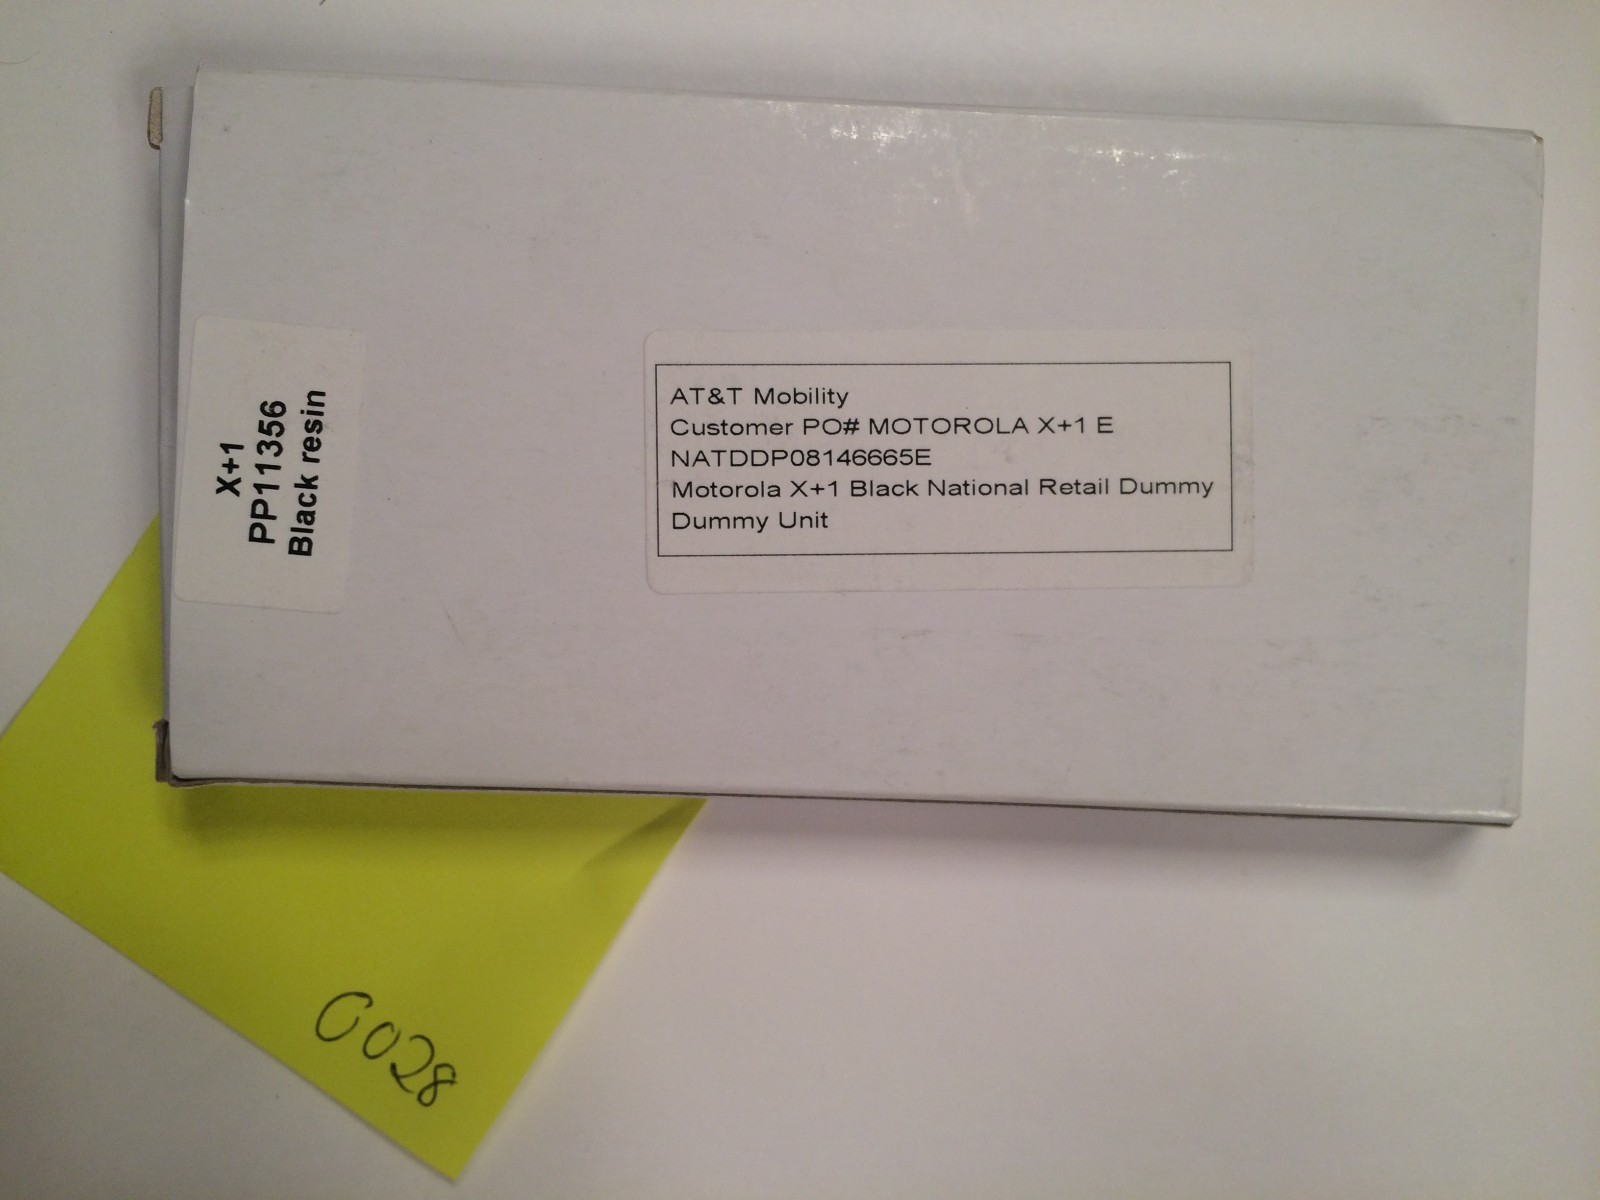 X+1
PP11356
Black resin
AT&T Mobility
Customer PO# MOTOROLA X+1 E
NATDDP08146665E
Motorola X+1 Black National Retail Dummy
Dummy Unit
C028